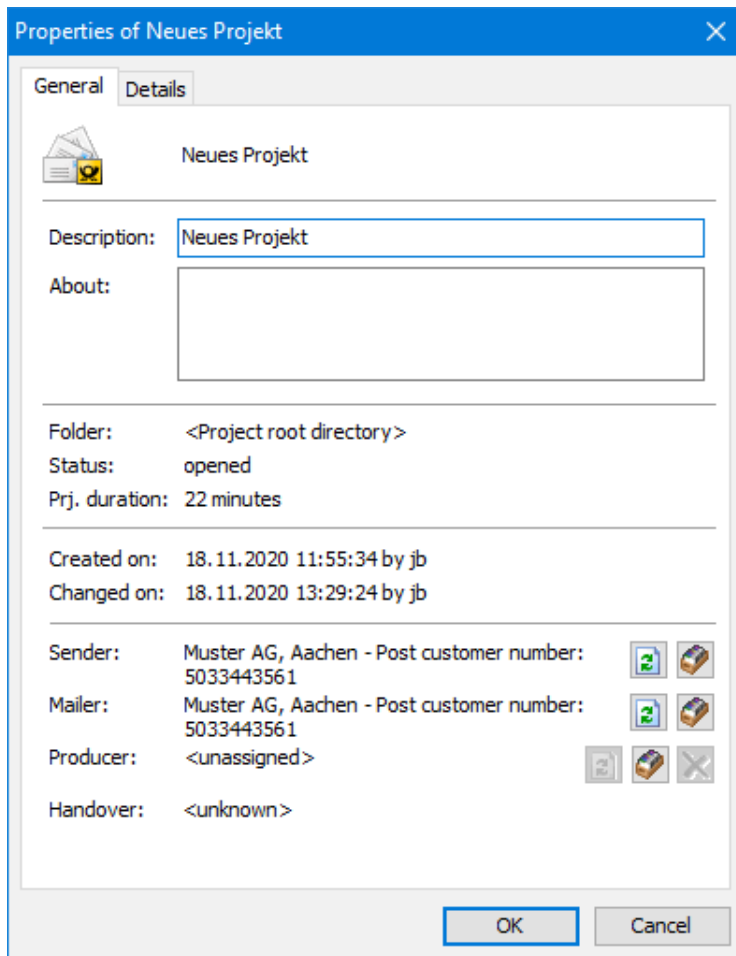 Properties of Neues Projekt
General Details
Neues Projekt
Description: Neues Projekt
About:
Folder: <Project root directory>
Status: opened
Prj. duration: 22 minutes
Created on: 18.11.2020 11:55:34 by jb
Changed on: 18.11.2020 13:29:24 by jb
Sender: Muster AG, Aachen - Post customer number:
5033443561
Mailer: Muster AG, Aachen - Post customer number:
5033443561
Producer: <unassigned>
Handover: <unknown>
OK Cancel